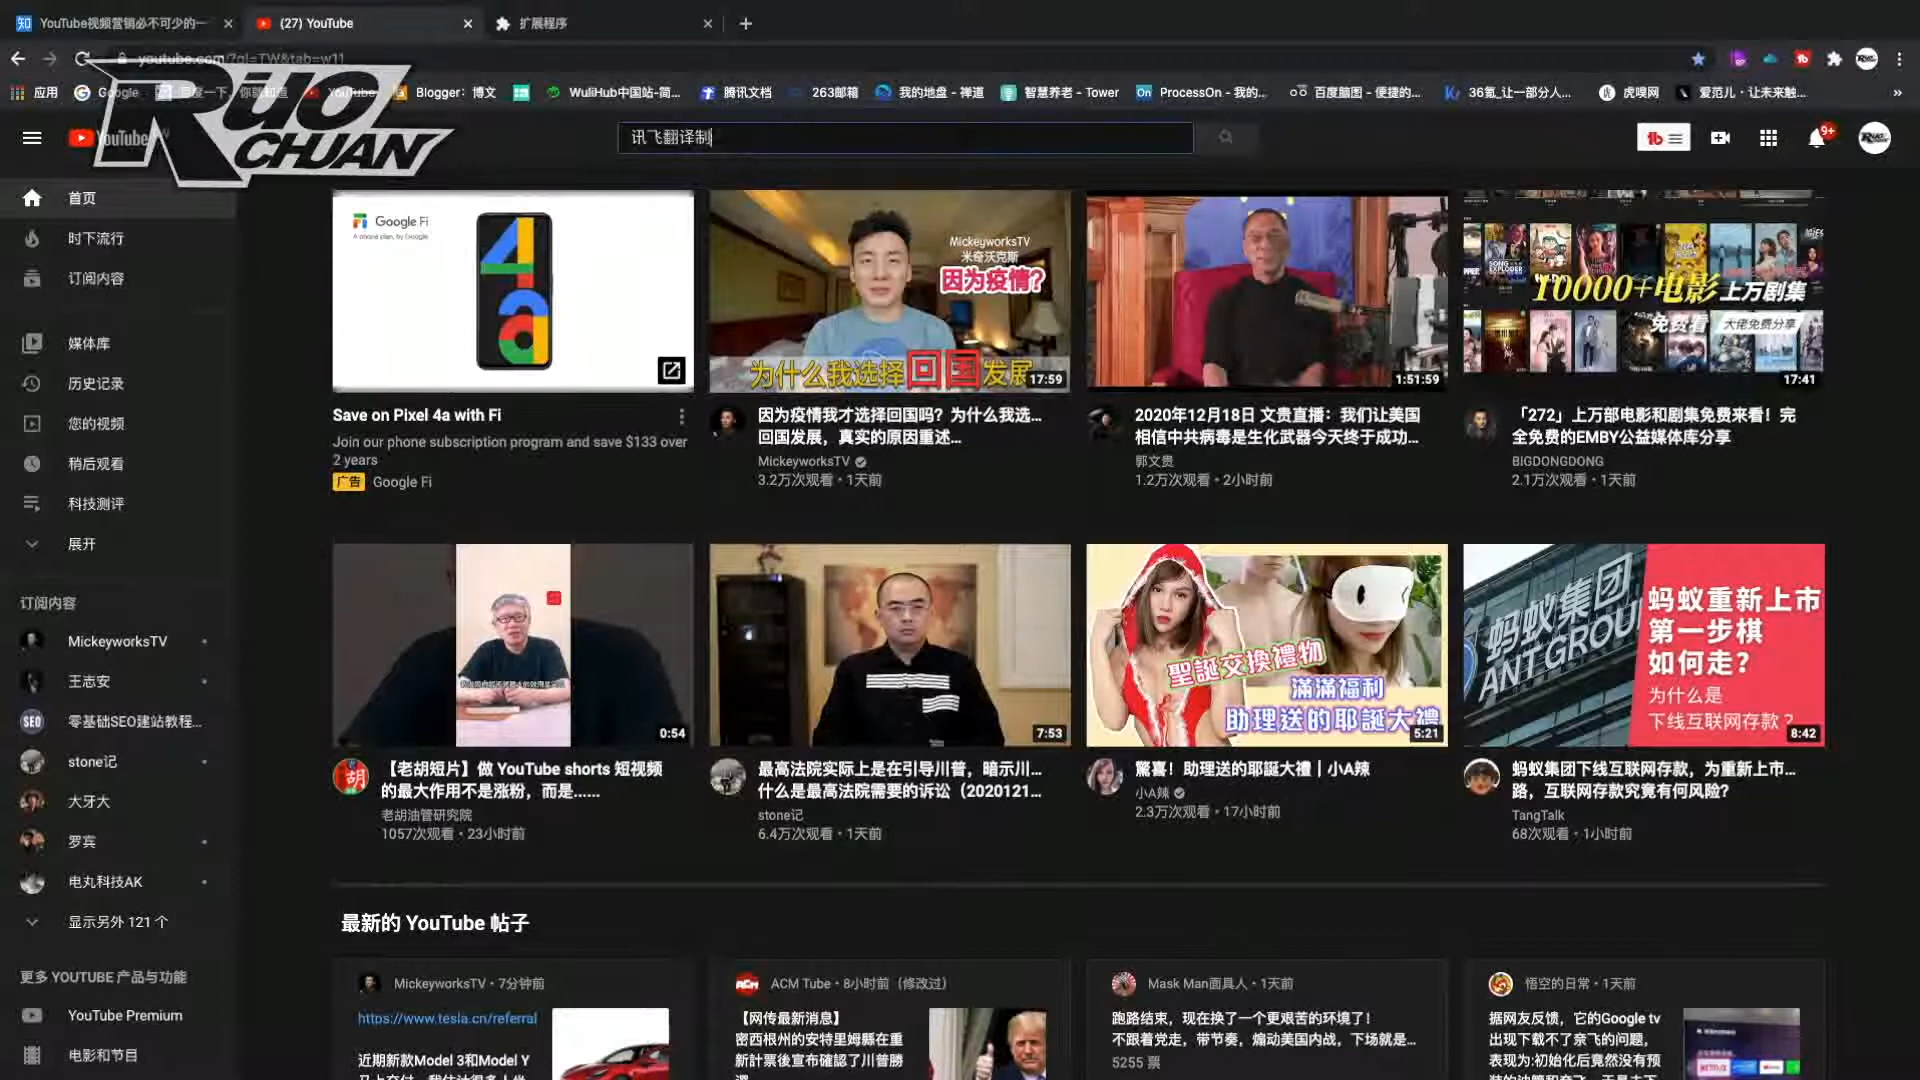 YouTube视频营销必不可少的一
(27) YouTube
扩展程序
youtube.com/?gl=TW&tab=w11
应用
Google
百度一下，你就知道
YouTube
Blogger：博文
WuliHub中国站-简...
腾讯文档
263邮箱
我的地盘 - 禅道
智慧养老 - Tower
On
ProcessOn - 我的...
百度脑图 - 便捷的...
36氪_让一部分人...
虎嗅网
爱范儿 · 让未来触...
RUO
CHUAN
YouTube
讯飞翻译制
9+
首页
时下流行
订阅内容
媒体库
历史记录
您的视频
稍后观看
科技测评
展开
订阅内容
MickeyworksTV
王志安
SEO
零基础SEO建站教程...
stone记
大牙大
罗宾
电丸科技AK
显示另外 121 个
更多 YOUTUBE 产品与功能
YouTube Premium
电影和节目
Google Fi
A phone plan, by Google
4a
Save on Pixel 4a with Fi
Join our phone subscription program and save $133 over
2 years
广告 Google Fi
MickeyworksTV
米奇沃克斯
因为疫情?
为什么我选择回国发展
17:59
因为疫情我才选择回国吗？为什么我选...
回国发展，真实的原因重述...
MickeyworksTV
3.2万次观看 • 1天前
1:51:59
2020年12月18日 文贵直播：我们让美国
相信中共病毒是生化武器今天终于成功...
郭文贵
1.2万次观看 • 2小时前
SONG
EXPLODER
10000+电影上万剧集
免费看
大佬免费分享
17:41
「272」上万部电影和剧集免费来看！完
全免费的EMBY公益媒体库分享
BIGDONGDONG
2.1万次观看 • 1天前
0:54
胡
【老胡短片】做 YouTube shorts 短视频
的最大作用不是涨粉，而是......
老胡油管研究院
1057次观看 • 23小时前
7:53
最高法院实际上是在引导川普，暗示川...
什么是最高法院需要的诉讼（2020121...
stone记
6.4万次观看 • 1天前
聖誕交換禮物
滿滿福利
助理送的耶誕大禮
5:21
驚喜！助理送的耶誕大禮｜小A辣
小A辣
2.3万次观看 • 17小时前
蚂蚁集团
ANT GROUP
蚂蚁重新上市
第一步棋
如何走?
为什么是
下线互联网存款？
8:42
蚂蚁集团下线互联网存款，为重新上市...
路，互联网存款究竟有何风险?
TangTalk
68次观看 • 1小时前
最新的 YouTube 帖子
MickeyworksTV • 7分钟前
https://www.tesla.cn/referral
近期新款Model 3和Model Y
ACM
ACM Tube • 8小时前（修改过）
【网传最新消息】
密西根州的安特里姆縣在重
新計票後宣布確認了川普勝
Mask Man面具人 • 1天前
跑路结束，现在换了一个更艰苦的环境了！
不跟着党走，带节奏，煽动美国内战，下场就是...
5255 票
悟空的日常 • 1天前
据网友反馈，它的Google tv
出现下载不了奈飞的问题，
表现为:初始化后竟然没有预